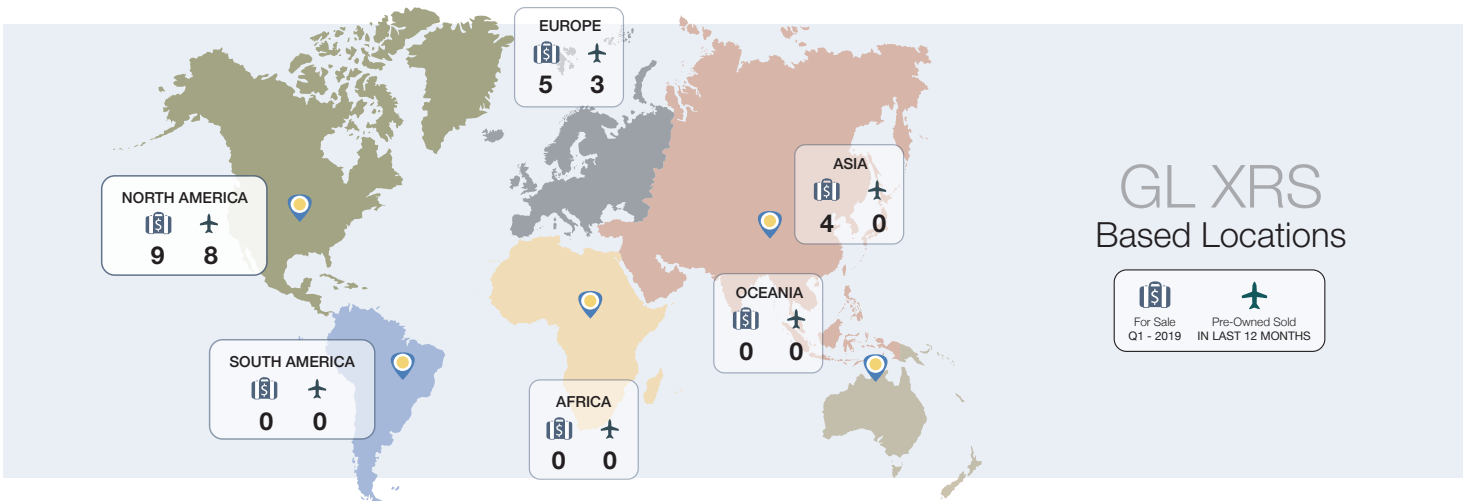 EUROPE
5 3
NORTH AMERICA
9 8
ASIA
4 0
OCEANIA
0 0
SOUTH AMERICA
0 0
AFRICA
0 0
GL XRS
Based Locations
For Sale
Q1 - 2019
Pre-Owned Sold
IN LAST 12 MONTHS